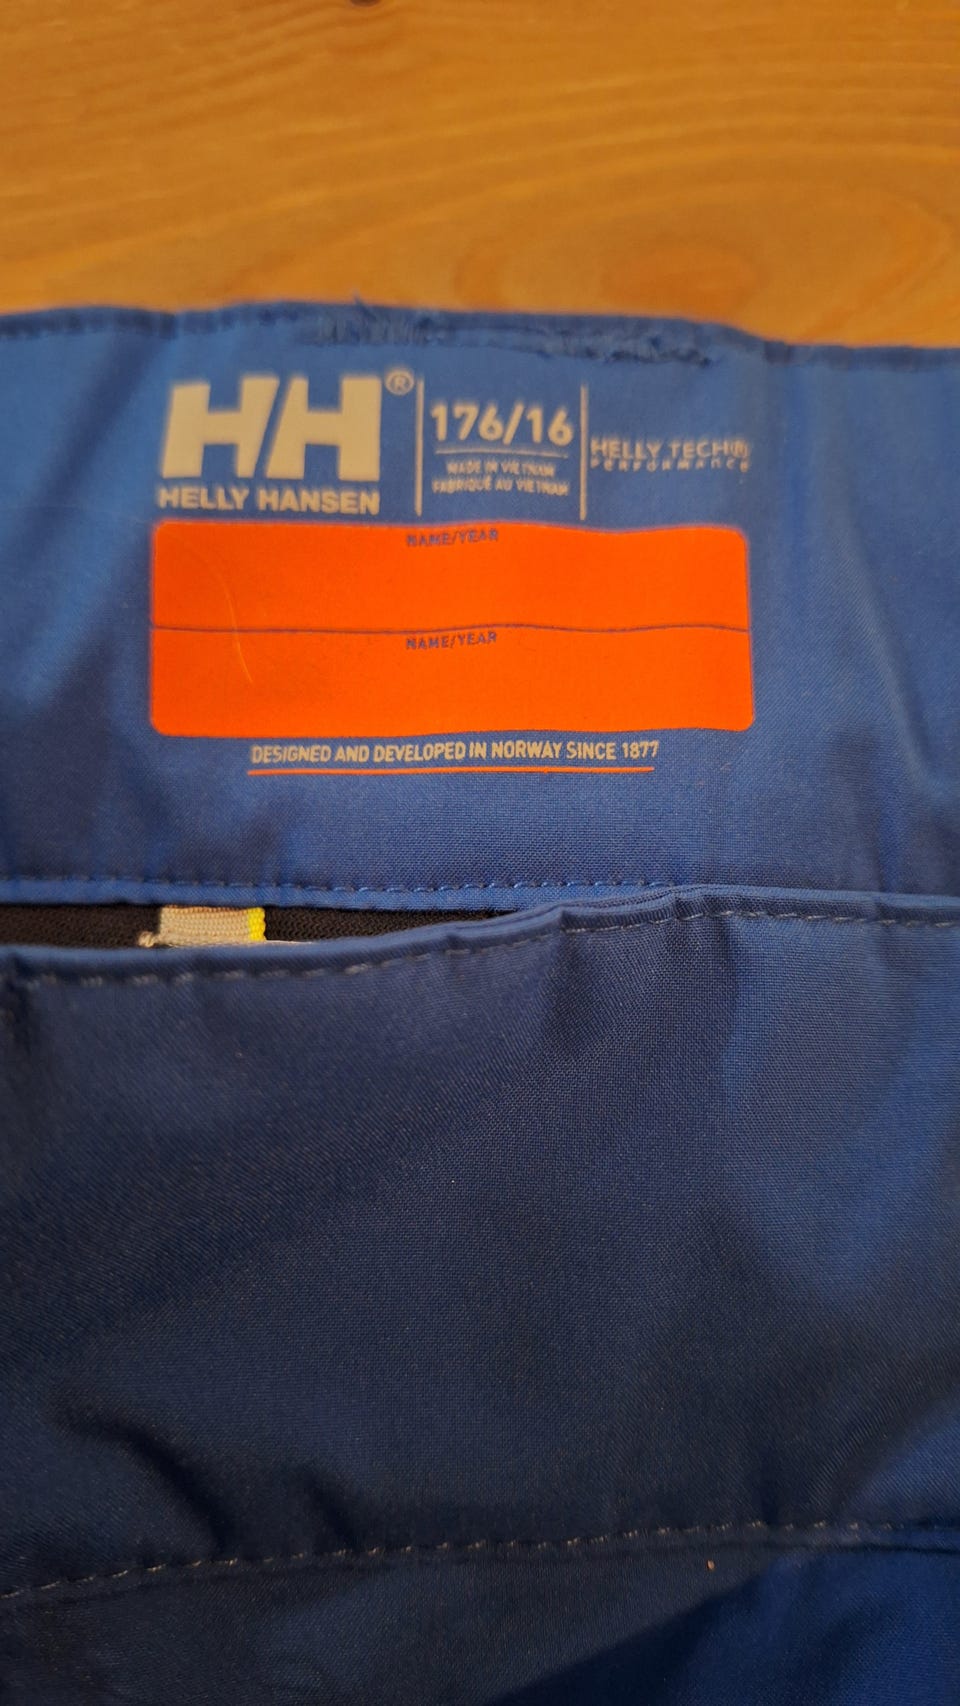 HH®
HELLY HANSEN
176/16
MADE IN VIETNAM
FABRIQUÉ AU VIETNAM
HELLY TECH®
PERFORMANCE
NAME/YEAR
NAME/YEAR
DESIGNED AND DEVELOPED IN NORWAY SINCE 1877